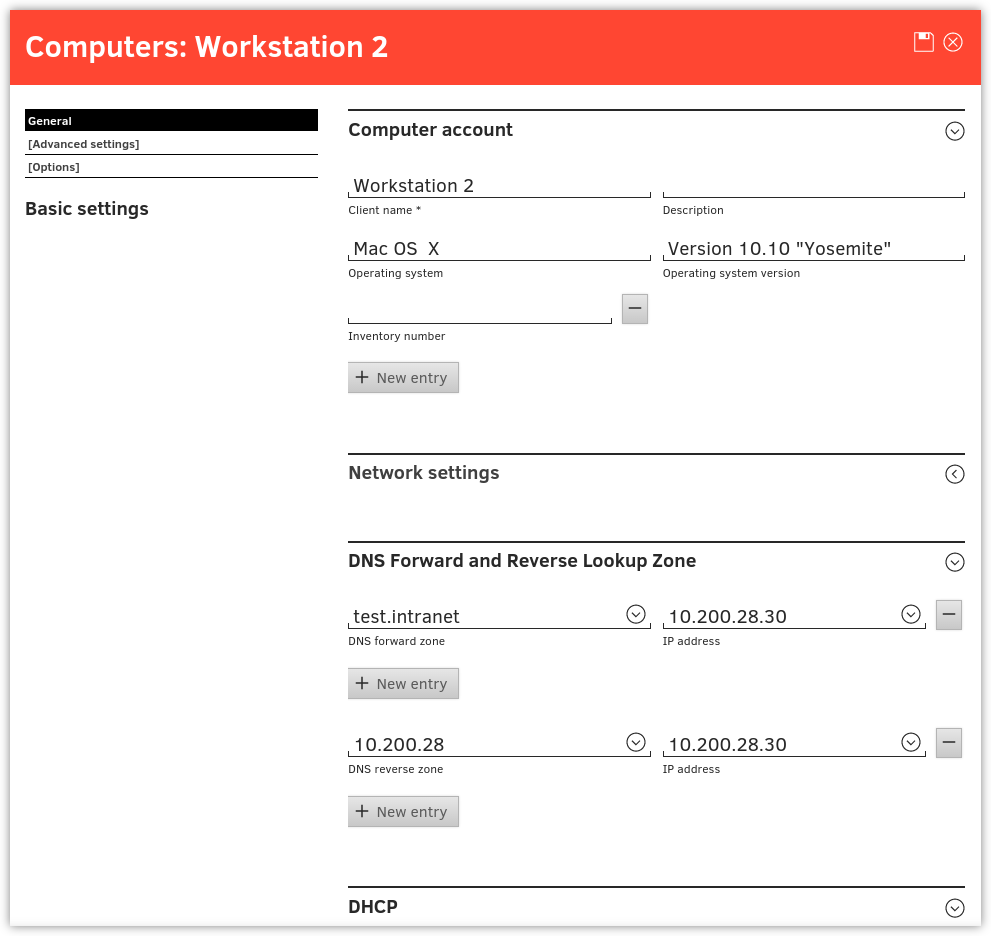 Computers: Workstation 2
General
[Advanced settings]
[Options]
Basic settings
Computer account
Workstation 2
Client name *
Description
Mac OS  X
Version 10.10 "Yosemite"
Operating system
Operating system version
Inventory number
New entry
Network settings
DNS Forward and Reverse Lookup Zone
test.intranet
10.200.28.30
DNS forward zone
IP address
New entry
10.200.28
10.200.28.30
DNS reverse zone
IP address
New entry
DHCP